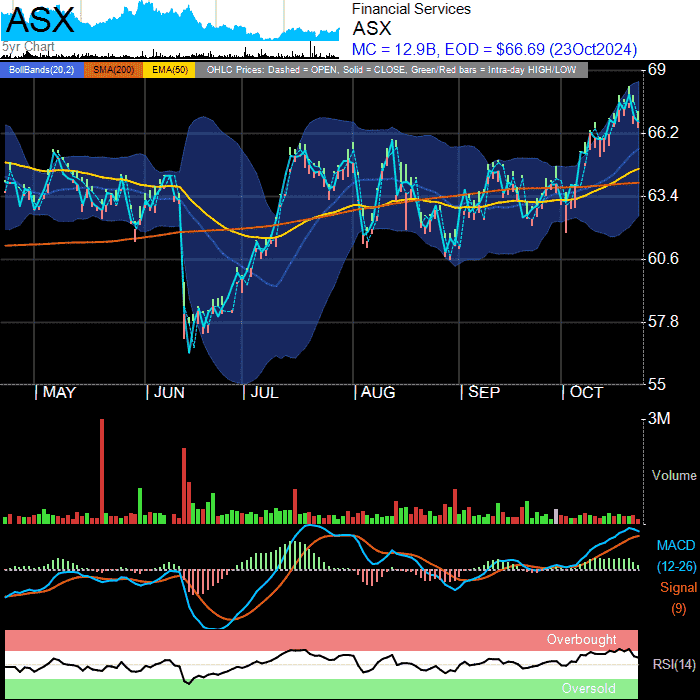 ASX
5yr Chart
Financial Services
ASX
MC = 12.9B, EOD = $66.69 (23Oct2024)
BollBands(20,2) SMA(200) EMA(50) OHLC Prices: Dashed = OPEN, Solid = CLOSE, Green/Red bars = Intra-day HIGH/LOW
69
66.2
63.4
60.6
57.8
55
MAY JUN JUL AUG SEP OCT
3M
Volume
MACD
(12-26)
Signal
(9)
Overbought
RSI(14)
Oversold